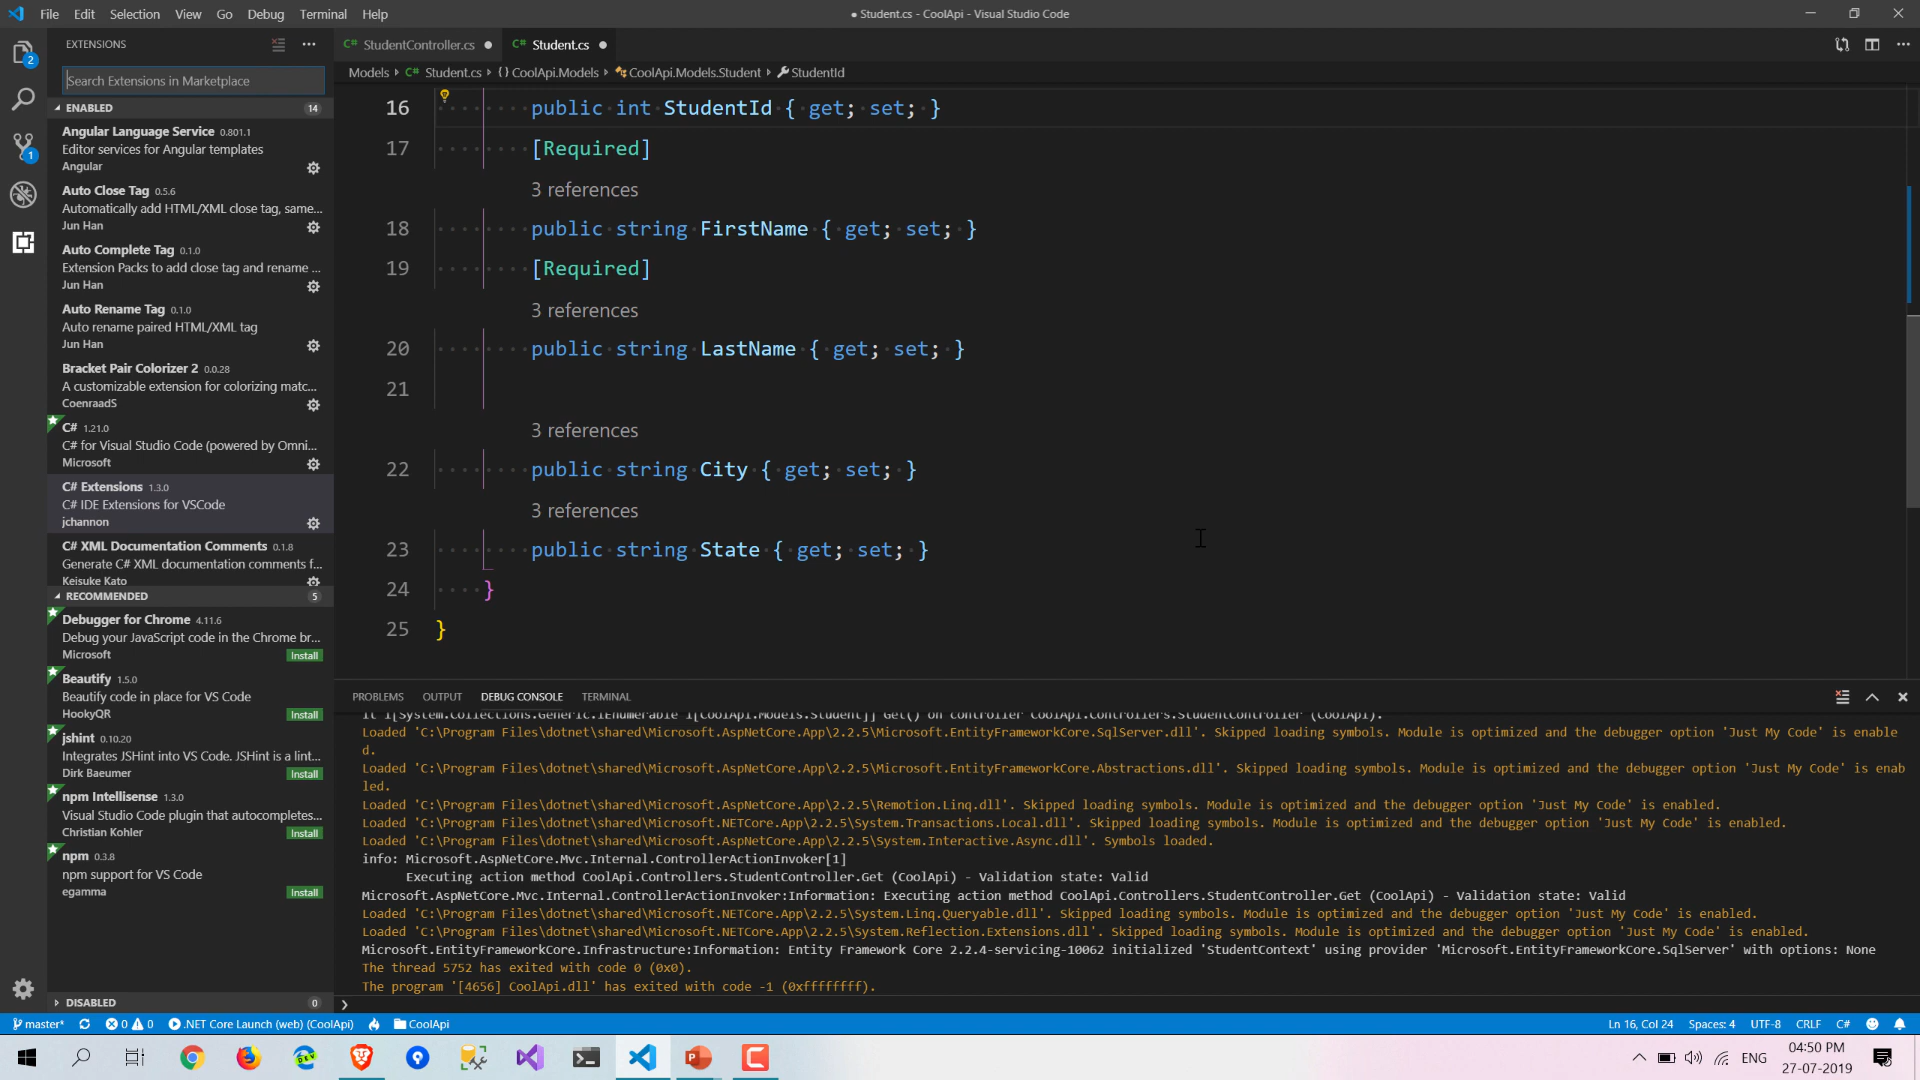 File Edit Selection View Go Debug Terminal Help
● Student.cs - CoolApi - Visual Studio Code
EXTENSIONS
Search Extensions in Marketplace
ENABLED 14
Angular Language Service 0.801.1
Editor services for Angular templates
Angular
Auto Close Tag 0.5.6
Automatically add HTML/XML close tag, same...
Jun Han
Auto Complete Tag 0.1.0
Extension Packs to add close tag and rename ...
Jun Han
Auto Rename Tag 0.1.0
Auto rename paired HTML/XML tag
Jun Han
Bracket Pair Colorizer 2 0.0.28
A customizable extension for colorizing matc...
CoenraadS
C# 1.21.0
C# for Visual Studio Code (powered by Omni...
Microsoft
C# Extensions 1.3.0
C# IDE Extensions for VSCode
jchannon
C# XML Documentation Comments 0.1.8
Generate C# XML documentation comments f...
Keisuke Kato
RECOMMENDED 5
Debugger for Chrome 4.11.6
Debug your JavaScript code in the Chrome br...
Microsoft Install
Beautify 1.5.0
Beautify code in place for VS Code
HookyQR Install
jshint 0.10.20
Integrates JSHint into VS Code. JSHint is a lint...
Dirk Baeumer Install
npm Intellisense 1.3.0
Visual Studio Code plugin that autocompletes...
Christian Kohler Install
npm 0.3.8
npm support for VS Code
egamma Install
DISABLED 0
2
1
C# StudentController.cs ● C# Student.cs ●
Models C# Student.cs {} CoolApi.Models CoolApi.Models.Student StudentId
16 public int StudentId { get; set; }
17 [Required]
3 references
18 public string FirstName { get; set; }
19 [Required]
3 references
20 public string LastName { get; set; }
21
3 references
22 public string City { get; set; }
3 references
23 public string State { get; set; }
24 }
25 }
PROBLEMS OUTPUT DEBUG CONSOLE TERMINAL
lt`1[System.Collections.Generic.IEnumerable`1[CoolApi.Models.Student]] Get() on controller CoolApi.Controllers.StudentController (CoolApi).
Loaded 'C:\Program Files\dotnet\shared\Microsoft.AspNetCore.App\2.2.5\Microsoft.EntityFrameworkCore.SqlServer.dll'. Skipped loading symbols. Module is optimized and the debugger option 'Just My Code' is enable
d.
Loaded 'C:\Program Files\dotnet\shared\Microsoft.AspNetCore.App\2.2.5\Microsoft.EntityFrameworkCore.Abstractions.dll'. Skipped loading symbols. Module is optimized and the debugger option 'Just My Code' is enab
led.
Loaded 'C:\Program Files\dotnet\shared\Microsoft.AspNetCore.App\2.2.5\Remotion.Linq.dll'. Skipped loading symbols. Module is optimized and the debugger option 'Just My Code' is enabled.
Loaded 'C:\Program Files\dotnet\shared\Microsoft.NETCore.App\2.2.5\System.Transactions.Local.dll'. Skipped loading symbols. Module is optimized and the debugger option 'Just My Code' is enabled.
Loaded 'C:\Program Files\dotnet\shared\Microsoft.AspNetCore.App\2.2.5\System.Interactive.Async.dll'. Symbols loaded.
info: Microsoft.AspNetCore.Mvc.Internal.ControllerActionInvoker[1]
Executing action method CoolApi.Controllers.StudentController.Get (CoolApi) - Validation state: Valid
Microsoft.AspNetCore.Mvc.Internal.ControllerActionInvoker:Information: Executing action method CoolApi.Controllers.StudentController.Get (CoolApi) - Validation state: Valid
Loaded 'C:\Program Files\dotnet\shared\Microsoft.NETCore.App\2.2.5\System.Linq.Queryable.dll'. Skipped loading symbols. Module is optimized and the debugger option 'Just My Code' is enabled.
Loaded 'C:\Program Files\dotnet\shared\Microsoft.NETCore.App\2.2.5\System.Reflection.Extensions.dll'. Skipped loading symbols. Module is optimized and the debugger option 'Just My Code' is enabled.
Microsoft.EntityFrameworkCore.Infrastructure:Information: Entity Framework Core 2.2.4-servicing-10062 initialized 'StudentContext' using provider 'Microsoft.EntityFrameworkCore.SqlServer' with options: None
The thread 5752 has exited with code 0 (0x0).
The program '[4656] CoolApi.dll' has exited with code -1 (0xffffffff).
master* 0 0 .NET Core Launch (web) (CoolApi) CoolApi
Ln 16, Col 24 Spaces: 4 UTF-8 CRLF C#
DEV
ENG 04:50 PM
27-07-2019